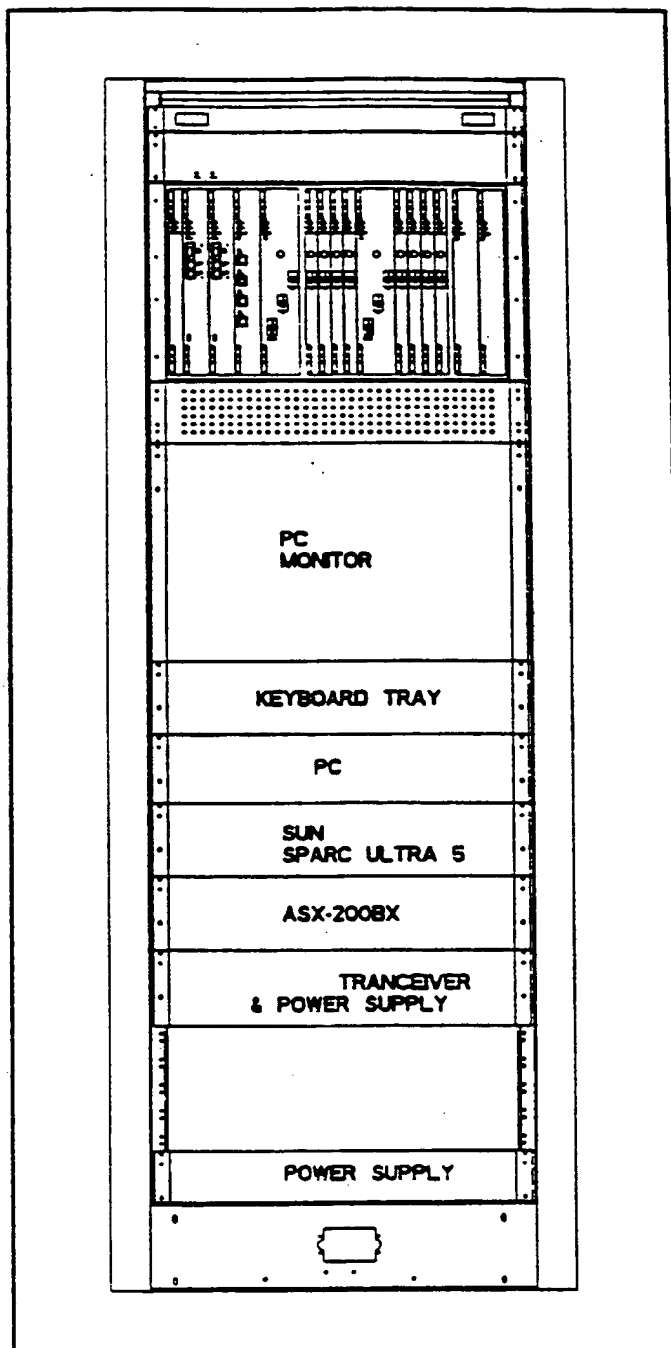 PC
MONITOR
KEYBOARD TRAY
PC
SUN
SPARC ULTRA 5
ASX-200BX
TRANCEIVER
& POWER SUPPLY
POWER SUPPLY